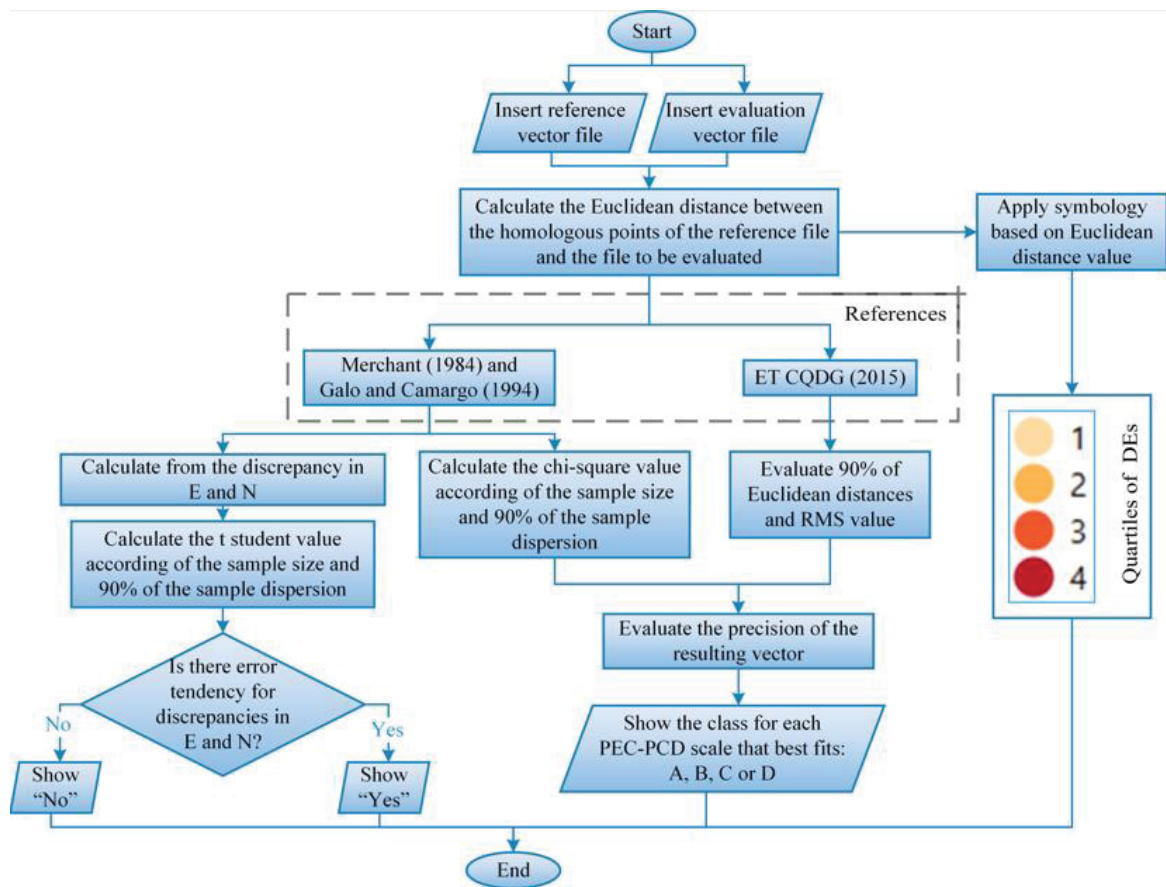 Start
Insert reference
vector file
Insert evaluation
vector file
Calculate the Euclidean distance between
the homologous points of the reference file
and the file to be evaluated
Apply symbology
based on Euclidean
distance value
References
Merchant (1984) and
Galo and Camargo (1994)
ET CQDG (2015)
Calculate from the discrepancy in
E and N
Calculate the chi-square value
according of the sample size
and 90% of the sample
dispersion
Evaluate 90% of
Euclidean distances
and RMS value
1
2
3
4
Quartiles of DEs
Calculate the t student value
according of the sample size and
90% of the sample dispersion
Evaluate the precision of the
resulting vector
Is there error
tendency for
discrepancies in
E and N?
No
Yes
Show the class for each
PEC-PCD scale that best fits:
A, B, C or D
Show
“No”
Show
“Yes”
End